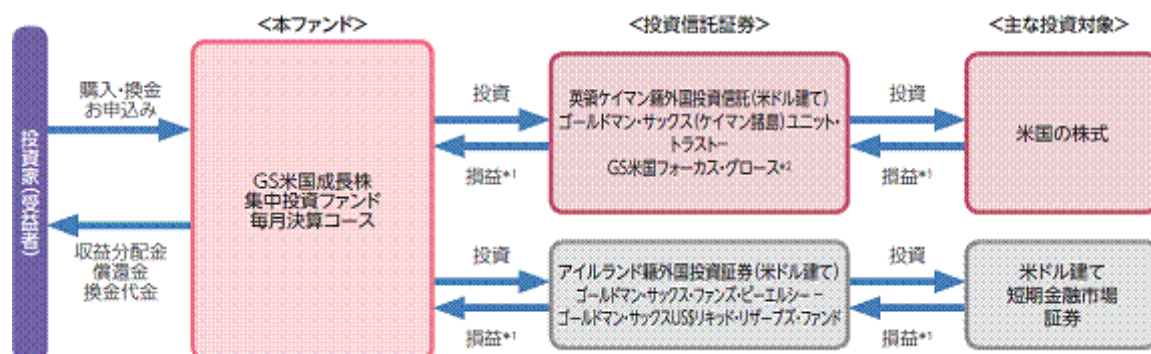 <本ファンド>
<投資信託証券>
<主な投資対象>
投資家(受益者)
購入・換金
お申込み
収益分配金
償還金
換金代金
GS米国成長株
集中投資ファンド
毎月決算コース
投資
損益*1
英領ケイマン籍外国投資信託(米ドル建て)
ゴールドマン・サックス(ケイマン諸島)ユニット・
トラスト−
GS米国フォーカス・グロース*2
投資
損益*1
米国の株式
投資
損益*1
アイルランド籍外国投資証券(米ドル建て)
ゴールドマン・サックス・ファンズ・ピーエルシー −
ゴールドマン・サックスUS$リキッド・リザーブズ・ファンド
投資
損益*1
米ドル建て
短期金融市場
証券